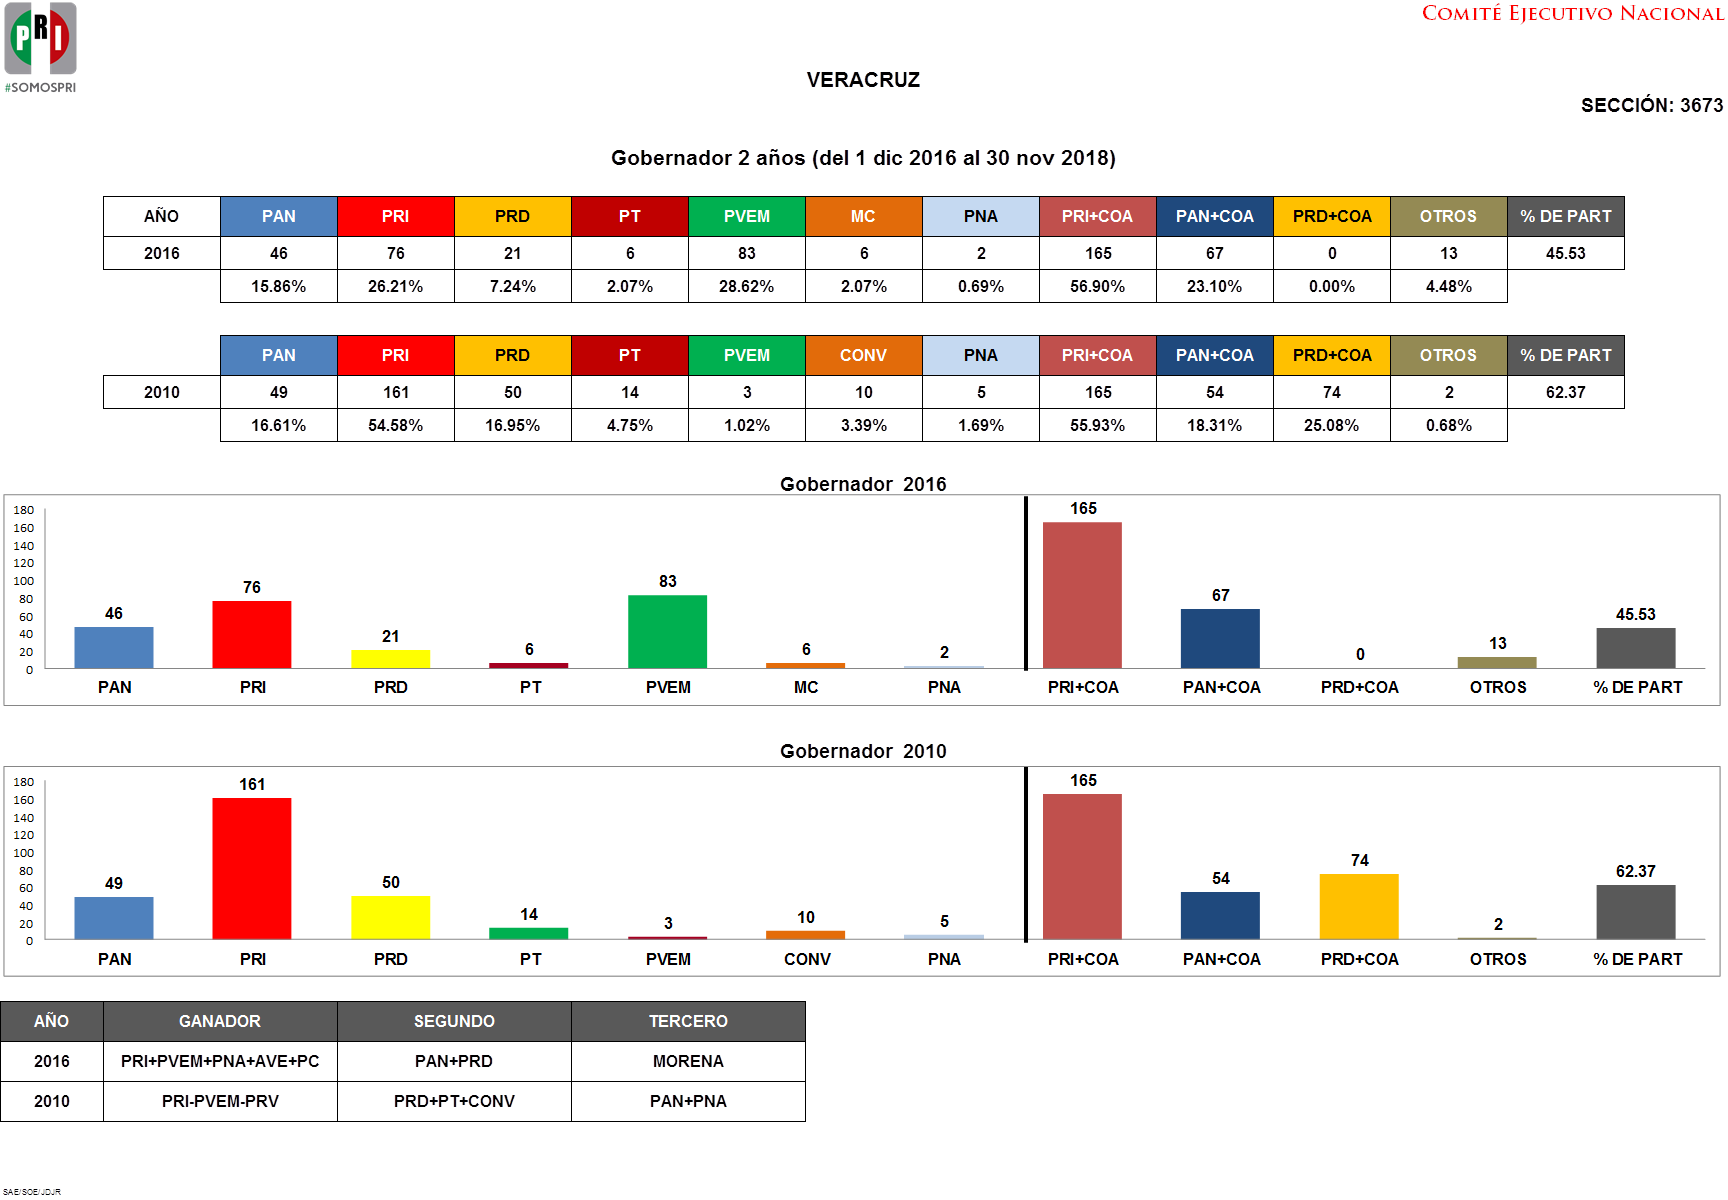 PRI
#SOMOSPRI
COMITÉ EJECUTIVO NACIONAL
VERACRUZ
SECCIÓN: 3673
Gobernador 2 años (del 1 dic 2016 al 30 nov 2018)
AÑO PAN PRI PRD PT PVEM MC PNA PRI+COA PAN+COA PRD+COA OTROS % DE PART
2016 46 76 21 6 83 6 2 165 67 0 13 45.53
15.86% 26.21% 7.24% 2.07% 28.62% 2.07% 0.69% 56.90% 23.10% 0.00% 4.48%
PAN PRI PRD PT PVEM CONV PNA PRI+COA PAN+COA PRD+COA OTROS % DE PART
2010 49 161 50 14 3 10 5 165 54 74 2 62.37
16.61% 54.58% 16.95% 4.75% 1.02% 3.39% 1.69% 55.93% 18.31% 25.08% 0.68%
Gobernador 2016
180
160
140
120
100
80
60
40
20
0
46 76 21 6 83 6 2 165 67 0 13 45.53
PAN PRI PRD PT PVEM MC PNA PRI+COA PAN+COA PRD+COA OTROS % DE PART
Gobernador 2010
180
160
140
120
100
80
60
40
20
0
49 161 50 14 3 10 5 165 54 74 2 62.37
PAN PRI PRD PT PVEM CONV PNA PRI+COA PAN+COA PRD+COA OTROS % DE PART
AÑO GANADOR SEGUNDO TERCERO
2016 PRI+PVEM+PNA+AVE+PC PAN+PRD MORENA
2010 PRI-PVEM-PRV PRD+PT+CONV PAN+PNA
SAE/SOE/JDJR